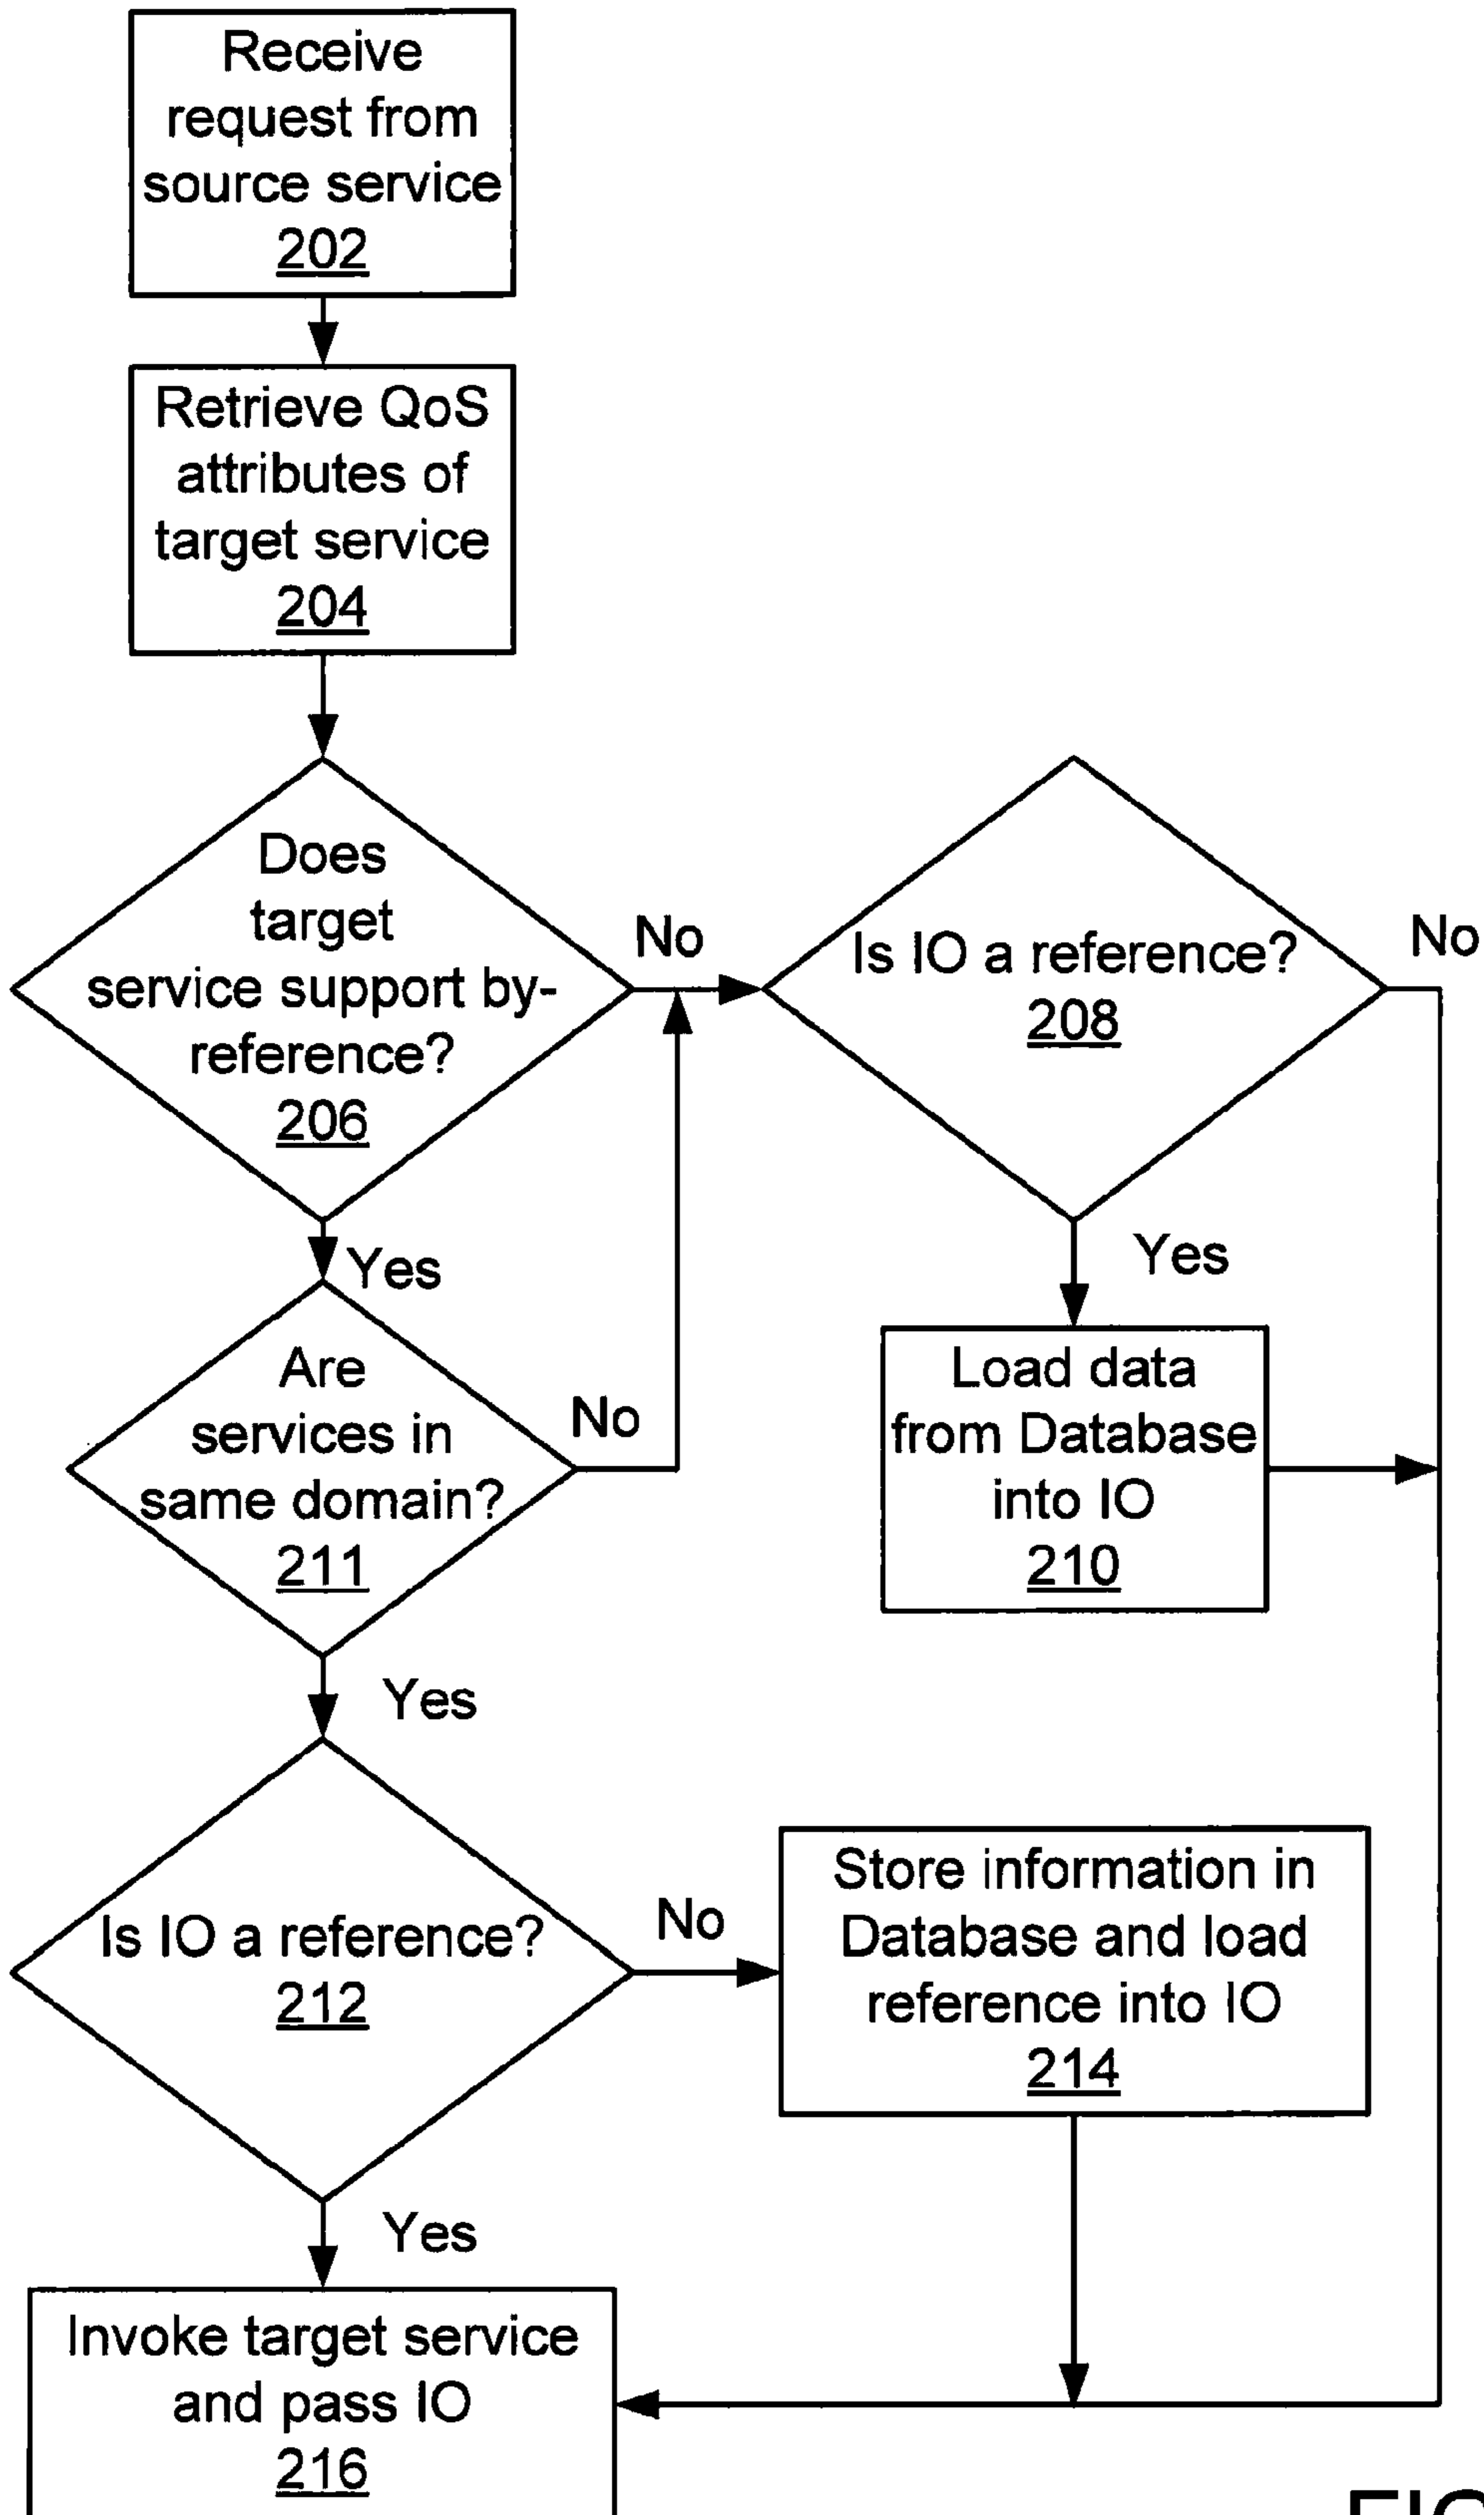 Receive
request from
source service
202
Retrieve QoS
attributes of
target service
204
Does
target
service support by-
reference?
206
No
Is IO a reference?
208
No
Yes
Yes
Are
services in
same domain?
211
No
Load data
from Database
into IO
210
Yes
Is IO a reference?
212
No
Store information in
Database and load
reference into IO
214
Yes
Invoke target service
and pass IO
216